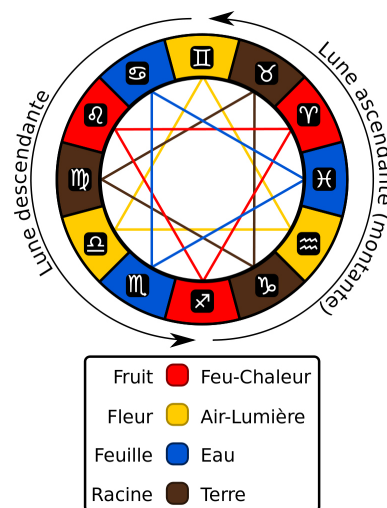 Lune descendante
Lune ascendante (montante)
♊
♉
♈
♓
♒
♑
♐
♏
♎
♍
♌
♋
Fruit Feu-Chaleur
Fleur Air-Lumière
Feuille Eau
Racine Terre